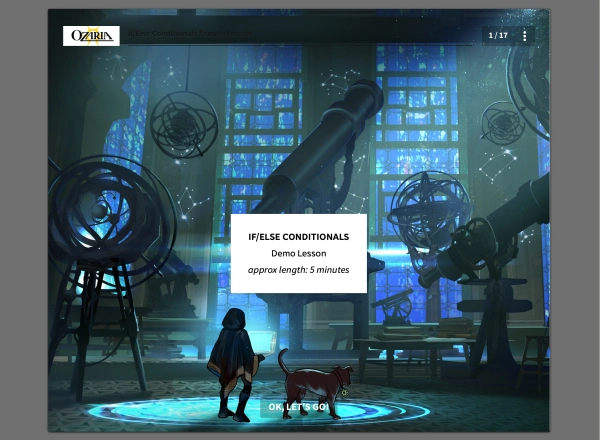 OZARIA
1 / 17
IF/ELSE CONDITIONALS
Demo Lesson
approx length: 5 minutes
OK, LET'S GO!